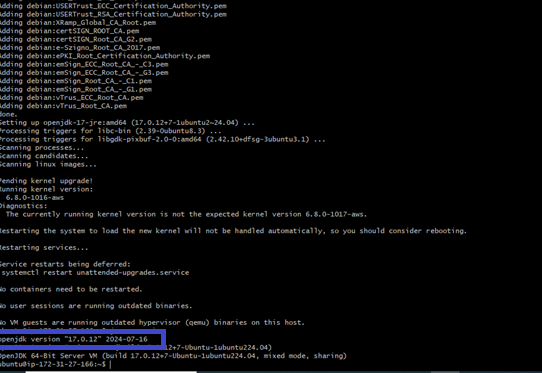 Adding debian:USERTrust_ECC_Certification_Authority.pem
Adding debian:USERTrust_RSA_Certification_Authority.pem
Adding debian:XRamp_Global_CA_Root.pem
Adding debian:certSIGN_ROOT_CA.pem
Adding debian:certSIGN_Root_CA_G2.pem
Adding debian:e-Szigno_Root_CA_2017.pem
Adding debian:ePKI_Root_Certification_Authority.pem
Adding debian:emSign_ECC_Root_CA_-_C3.pem
Adding debian:emSign_ECC_Root_CA_-_G3.pem
Adding debian:emSign_Root_CA_-_C1.pem
Adding debian:emSign_Root_CA_-_G1.pem
Adding debian:vTrus_ECC_Root_CA.pem
Adding debian:vTrus_Root_CA.pem
done.
Setting up openjdk-17-jre:amd64 (17.0.12+7-1ubuntu2~24.04) ...
Processing triggers for libc-bin (2.39-0ubuntu8.3) ...
Processing triggers for libgdk-pixbuf-2.0-0:amd64 (2.42.10+dfsg-3ubuntu3.1) ...
Scanning processes...
Scanning candidates...
Scanning linux images...
Pending kernel upgrade!
Running kernel version:
6.8.0-1016-aws
Diagnostics:
The currently running kernel version is not the expected kernel version 6.8.0-1017-aws.
Restarting the system to load the new kernel will not be handled automatically, so you should consider rebooting.
Restarting services...
Service restarts being deferred:
systemctl restart unattended-upgrades.service
No containers need to be restarted.
No user sessions are running outdated binaries.
No VM guests are running outdated hypervisor (qemu) binaries on this host.
openjdk version "17.0.12" 2024-07-16
12+7-Ubuntu-1ubuntu224.04)
OpenJDK 64-Bit Server VM (build 17.0.12+7-Ubuntu-1ubuntu224.04, mixed mode, sharing)
ubuntu@ip-172-31-27-166:~$